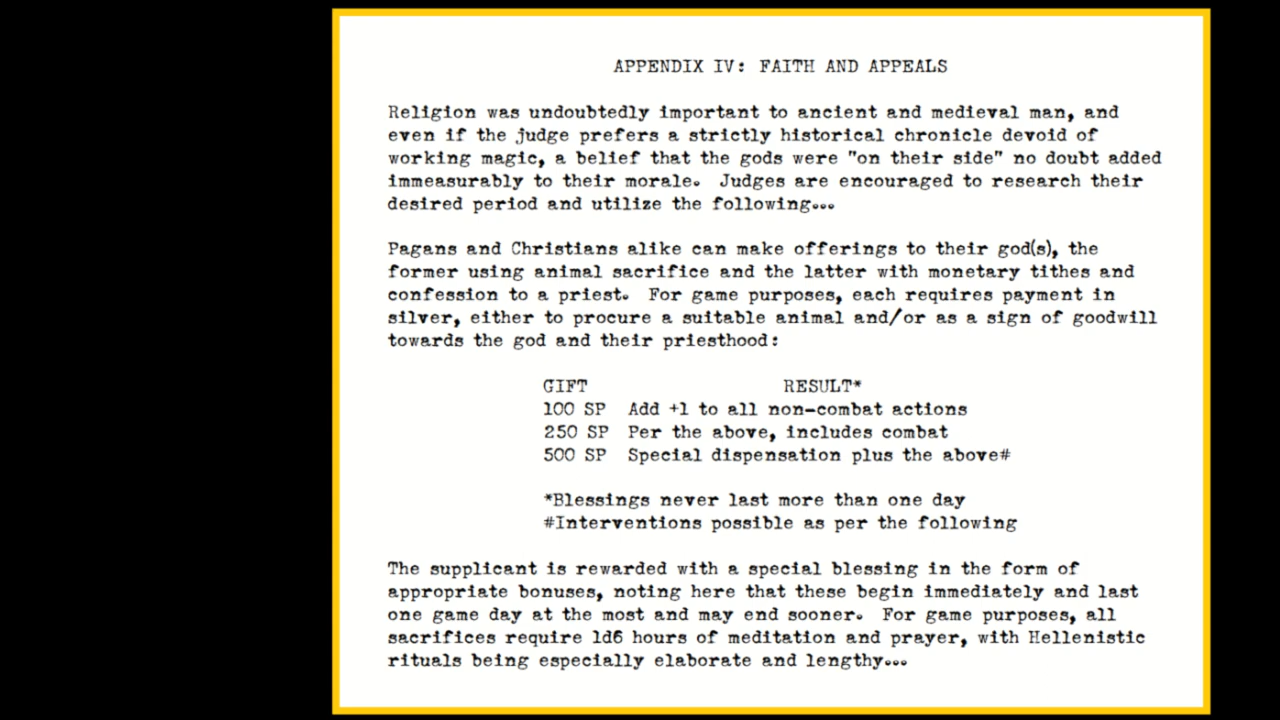 APPENDIX IV: FAITH AND APPEALS
Religion was undoubtedly important to ancient and medieval man, and
even if the judge prefers a strictly historical chronicle devoid of
working magic, a belief that the gods were "on their side" no doubt added
immeasurably to their morale. Judges are encouraged to research their
desired period and utilize the following...
Pagans and Christians alike can make offerings to their god(s), the
former using animal sacrifice and the latter with monetary tithes and
confession to a priest. For game purposes, each requires payment in
silver, either to procure a suitable animal and/or as a sign of goodwill
towards the god and their priesthood:
GIFT RESULT*
100 SP Add +1 to all non-combat actions
250 SP Per the above, includes combat
500 SP Special dispensation plus the above#
*Blessings never last more than one day
#Interventions possible as per the following
The supplicant is rewarded with a special blessing in the form of
appropriate bonuses, noting here that these begin immediately and last
one game day at the most and may end sooner. For game purposes, all
sacrifices require 1d6 hours of meditation and prayer, with Hellenistic
rituals being especially elaborate and lengthy...